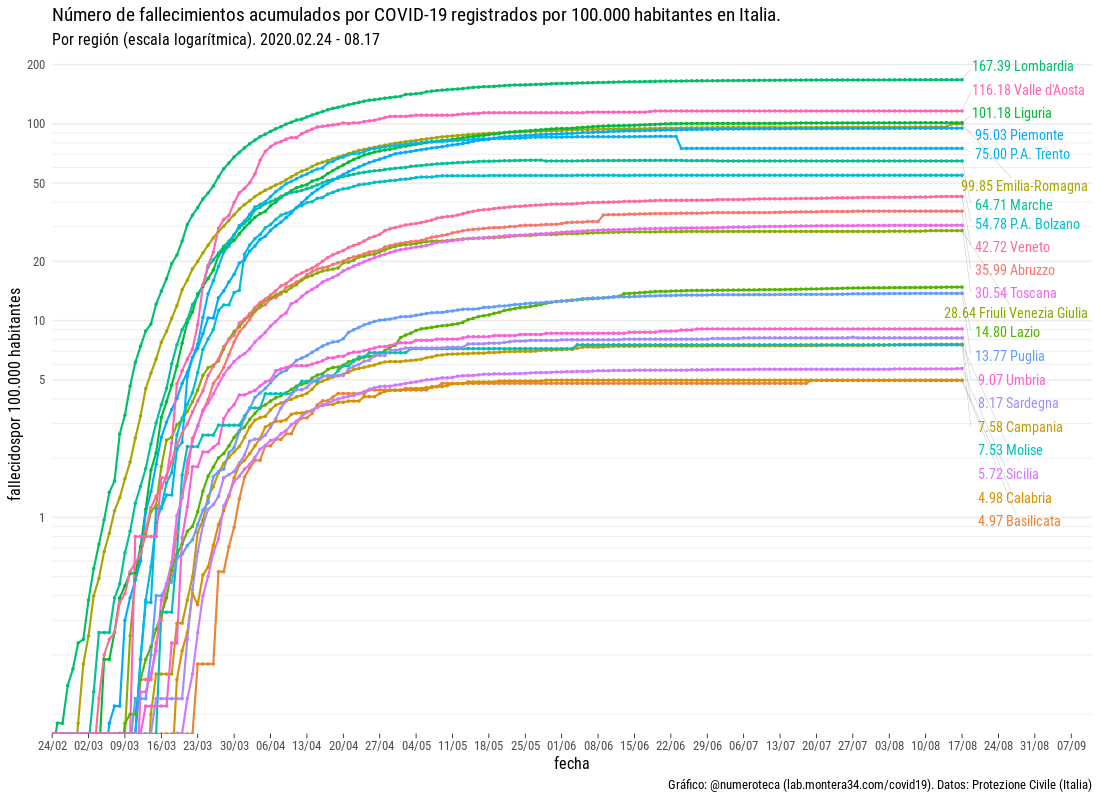 Número de fallecimientos acumulados por COVID-19 registrados por 100.000 habitantes en Italia.
Por región (escala logarítmica). 2020.02.24 - 08.17
fallecidospor 100.000 habitantes
200
100
50
20
10
5
1
167.39 Lombardia
116.18 Valle d'Aosta
101.18 Liguria
95.03 Piemonte
75.00 P.A. Trento
99.85 Emilia-Romagna
64.71 Marche
54.78 P.A. Bolzano
42.72 Veneto
35.99 Abruzzo
30.54 Toscana
28.64 Friuli Venezia Giulia
14.80 Lazio
13.77 Puglia
9.07 Umbria
8.17 Sardegna
7.58 Campania
7.53 Molise
5.72 Sicilia
4.98 Calabria
4.97 Basilicata
24/02 02/03 09/03 16/03 23/03 30/03 06/04 13/04 20/04 27/04 04/05 11/05 18/05 25/05 01/06 08/06 15/06 22/06 29/06 06/07 13/07 20/07 27/07 03/08 10/08 17/08 24/08 31/08 07/09
fecha
Gráfico: @numeroteca (lab.montera34.com/covid19). Datos: Protezione Civile (Italia)